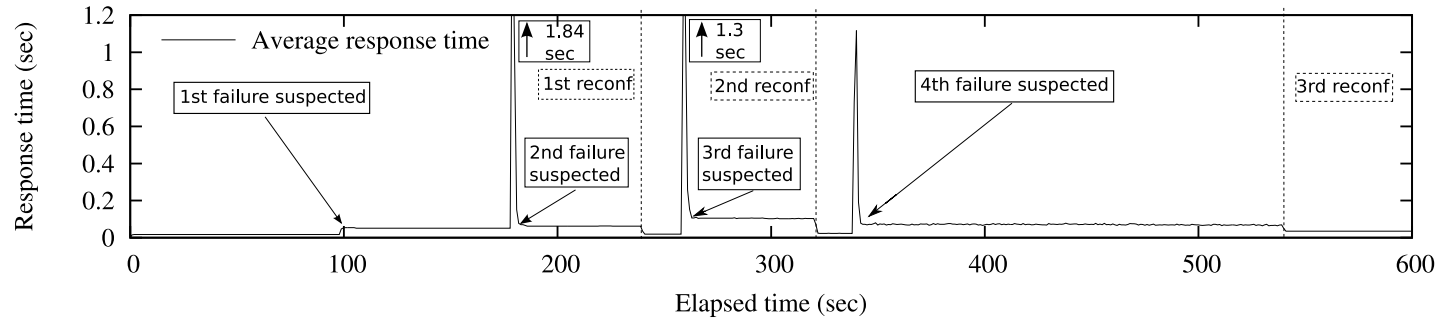 Response time (sec)
1.2
1
0.8
0.6
0.4
0.2
0
Average response time
1st failure suspected
1.84
sec
1st reconf
2nd failure
suspected
1.3
sec
2nd reconf
3rd failure
suspected
4th failure suspected
3rd reconf
0
100
200
300
400
500
600
Elapsed time (sec)